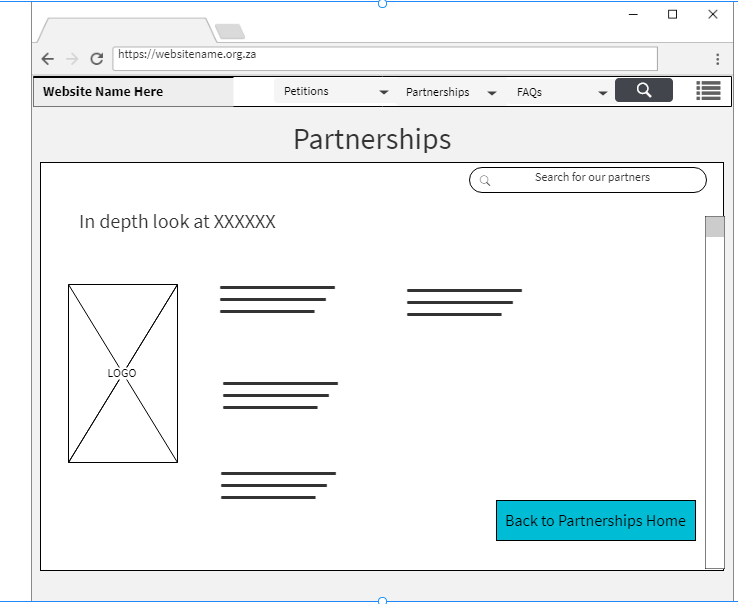 https://websitename.org.za
Website Name Here
Petitions
Partnerships
FAQs
Partnerships
Search for our partners
In depth look at XXXXXX
LOGO
Back to Partnerships Home